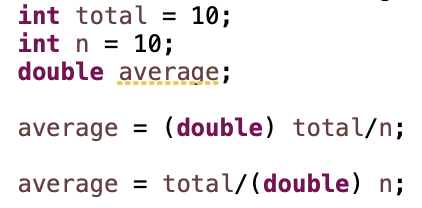 int total = 10;
int n = 10;
double average;
average = (double) total/n;
average = total/(double) n;